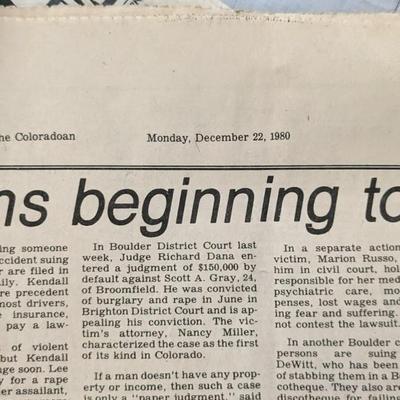 he Coloradoan
Monday, December 22, 1980
ns beginning to
ing someone
ccident suing
r are filed in
ily. Kendall
re precedent
most drivers,
e insurance,
pay a law-
of violent
but Kendall
nge soon. Lee
y for a rape
er assailant,
In Boulder District Court last
week, Judge Richard Dana en-
tered a judgment of $150,000 by
default against Scott A. Gray, 24,
of Broomfield. He was convicted
of burglary and rape in June in
Brighton District Court and is ap-
pealing his conviction. The vic-
tim's attorney, Nancy Miller,
characterized the case as the first
of its kind in Colorado.
If a man doesn't have any prop-
erty or income, then such a case
is only a "paper judgment," said
In a separate action
victim, Marion Russo,
him in civil court, hol
responsible for her med
psychiatric care, mo
penses, lost wages and
ing fear and suffering.
not contest the lawsuit.
In another Boulder c
persons are suing
DeWitt, who has been
of stabbing them in a B
cotheque. They also are
discotheque for failing